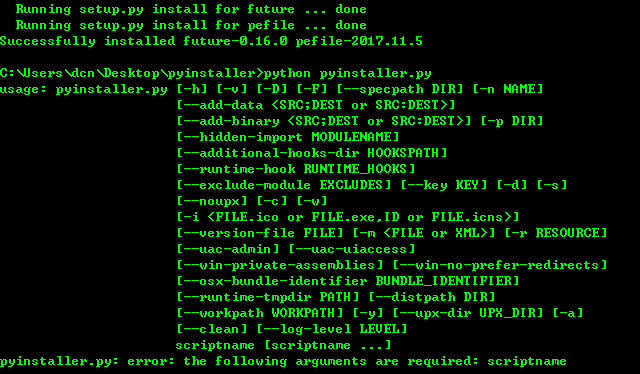 Running setup.py install for future ... done
Running setup.py install for pefile ... done
Successfully installed future-0.16.0 pefile-2017.11.5
C:\Users\dcn\Desktop\pyinstaller>python pyinstaller.py
usage: pyinstaller.py [-h] [-v] [-D] [-F] [--specpath DIR] [-n NAME]
[--add-data <SRC;DEST or SRC:DEST>]
[--add-binary <SRC;DEST or SRC:DEST>] [-p DIR]
[--hidden-import MODULENAME]
[--additional-hooks-dir HOOKSPATH]
[--runtime-hook RUNTIME_HOOKS]
[--exclude-module EXCLUDES] [--key KEY] [-d] [-s]
[--noupx] [-c] [-w]
[-i <FILE.ico or FILE.exe,ID or FILE.icns>]
[--version-file FILE] [-m <FILE or XML>] [-r RESOURCE]
[--uac-admin] [--uac-uiaccess]
[--win-private-assemblies] [--win-no-prefer-redirects]
[--osx-bundle-identifier BUNDLE_IDENTIFIER]
[--runtime-tmpdir PATH] [--distpath DIR]
[--workpath WORKPATH] [-y] [--upx-dir UPX_DIR] [-a]
[--clean] [--log-level LEVEL]
scriptname [scriptname ...]
pyinstaller.py: error: the following arguments are required: scriptname